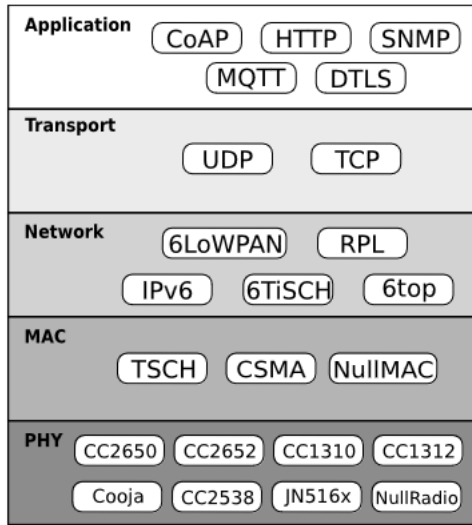 Application
CoAP HTTP SNMP
MQTT DTLS
Transport
UDP TCP
Network
6LoWPAN RPL
IPv6 6TiSCH 6top
MAC
TSCH CSMA NullMAC
PHY
CC2650 CC2652 CC1310 CC1312
Cooja CC2538 JN516x NullRadio